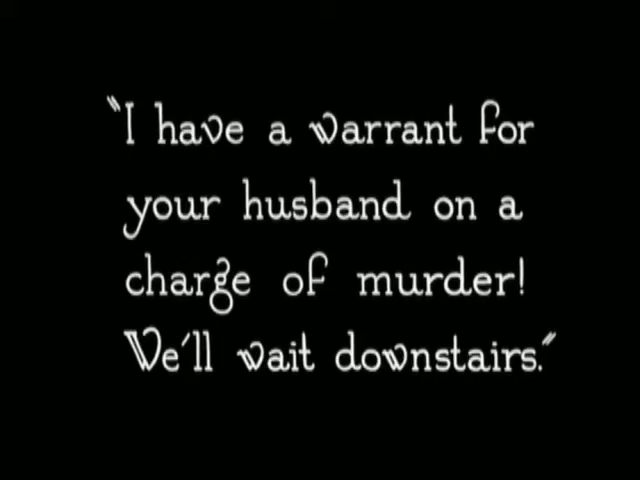 "I have a warrant for
your husband on a
charge of murder!
We'll wait downstairs."